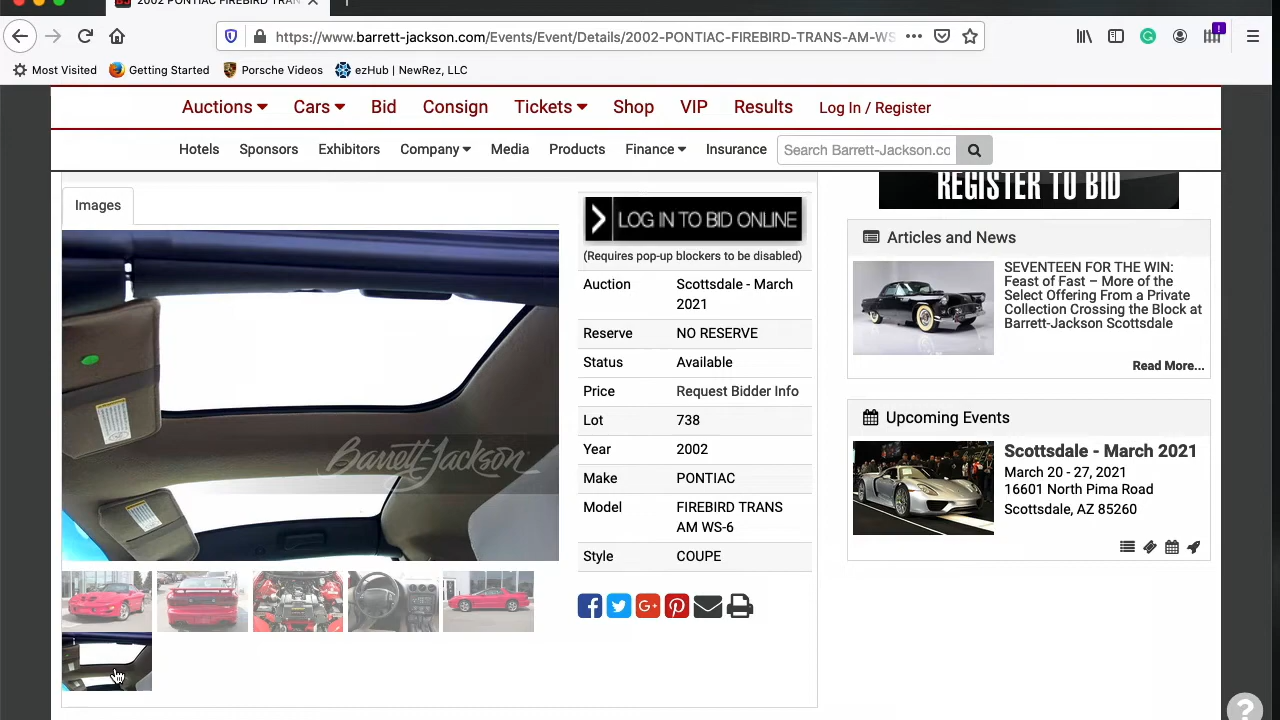 2002 PONTIAC FIREBIRD TRAN
https://www.barrett-jackson.com/Events/Event/Details/2002-PONTIAC-FIREBIRD-TRANS-AM-WS
Most Visited
Getting Started
Porsche Videos
ezHub | NewRez, LLC
Auctions
Cars
Bid
Consign
Tickets
Shop
VIP
Results
Log In / Register
Hotels
Sponsors
Exhibitors
Company
Media
Products
Finance
Insurance
Search Barrett-Jackson.co
Images
Barrett-Jackson
LOG IN TO BID ONLINE
(Requires pop-up blockers to be disabled)
Auction Scottsdale - March
2021
Reserve NO RESERVE
Status Available
Price Request Bidder Info
Lot 738
Year 2002
Make PONTIAC
Model FIREBIRD TRANS
AM WS-6
Style COUPE
REGISTER TO BID
Articles and News
SEVENTEEN FOR THE WIN:
Feast of Fast – More of the
Select Offering From a Private
Collection Crossing the Block at
Barrett-Jackson Scottsdale
Read More...
Upcoming Events
Scottsdale - March 2021
March 20 - 27, 2021
16601 North Pima Road
Scottsdale, AZ 85260